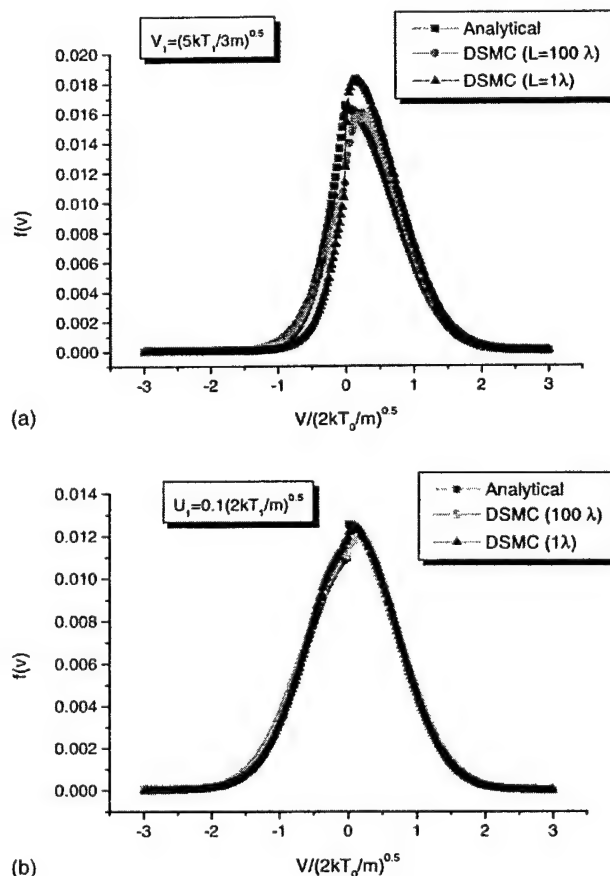 V1=(5kT1/3m)^0.5
Analytical
DSMC (L=100 λ)
DSMC (L=1λ)
0.020
0.018
0.016
0.014
0.012
0.010
0.008
0.006
0.004
0.002
0.000
f(v)
-3 -2 -1 0 1 2 3
(a)
V/(2kT0/m)^0.5
U1=0.1(2kT1/m)^0.5
Analytical
DSMC (100 λ)
DSMC (1λ)
0.014
0.012
0.010
0.008
0.006
0.004
0.002
0.000
f(v)
-3 -2 -1 0 1 2 3
(b)
V/(2kT0/m)^0.5